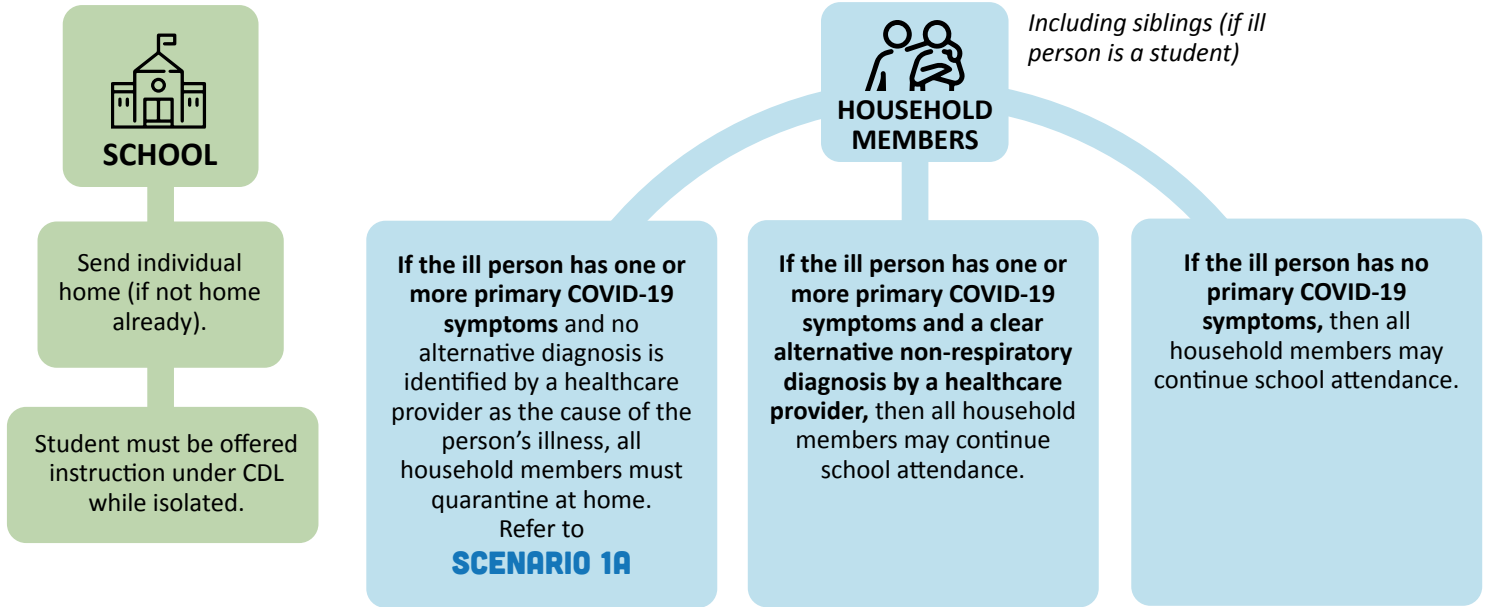 SCHOOL
Send individual
home (if not home
already).
Student must be offered
instruction under CDL
while isolated.
HOUSEHOLD
MEMBERS
Including siblings (if ill
person is a student)
If the ill person has one or
more primary COVID-19
symptoms and no
alternative diagnosis is
identified by a healthcare
provider as the cause of the
person’s illness, all
household members must
quarantine at home.
Refer to
SCENARIO 1A
If the ill person has one or
more primary COVID-19
symptoms and a clear
alternative non-respiratory
diagnosis by a healthcare
provider, then all household
members may continue
school attendance.
If the ill person has no
primary COVID-19
symptoms, then all
household members may
continue school attendance.